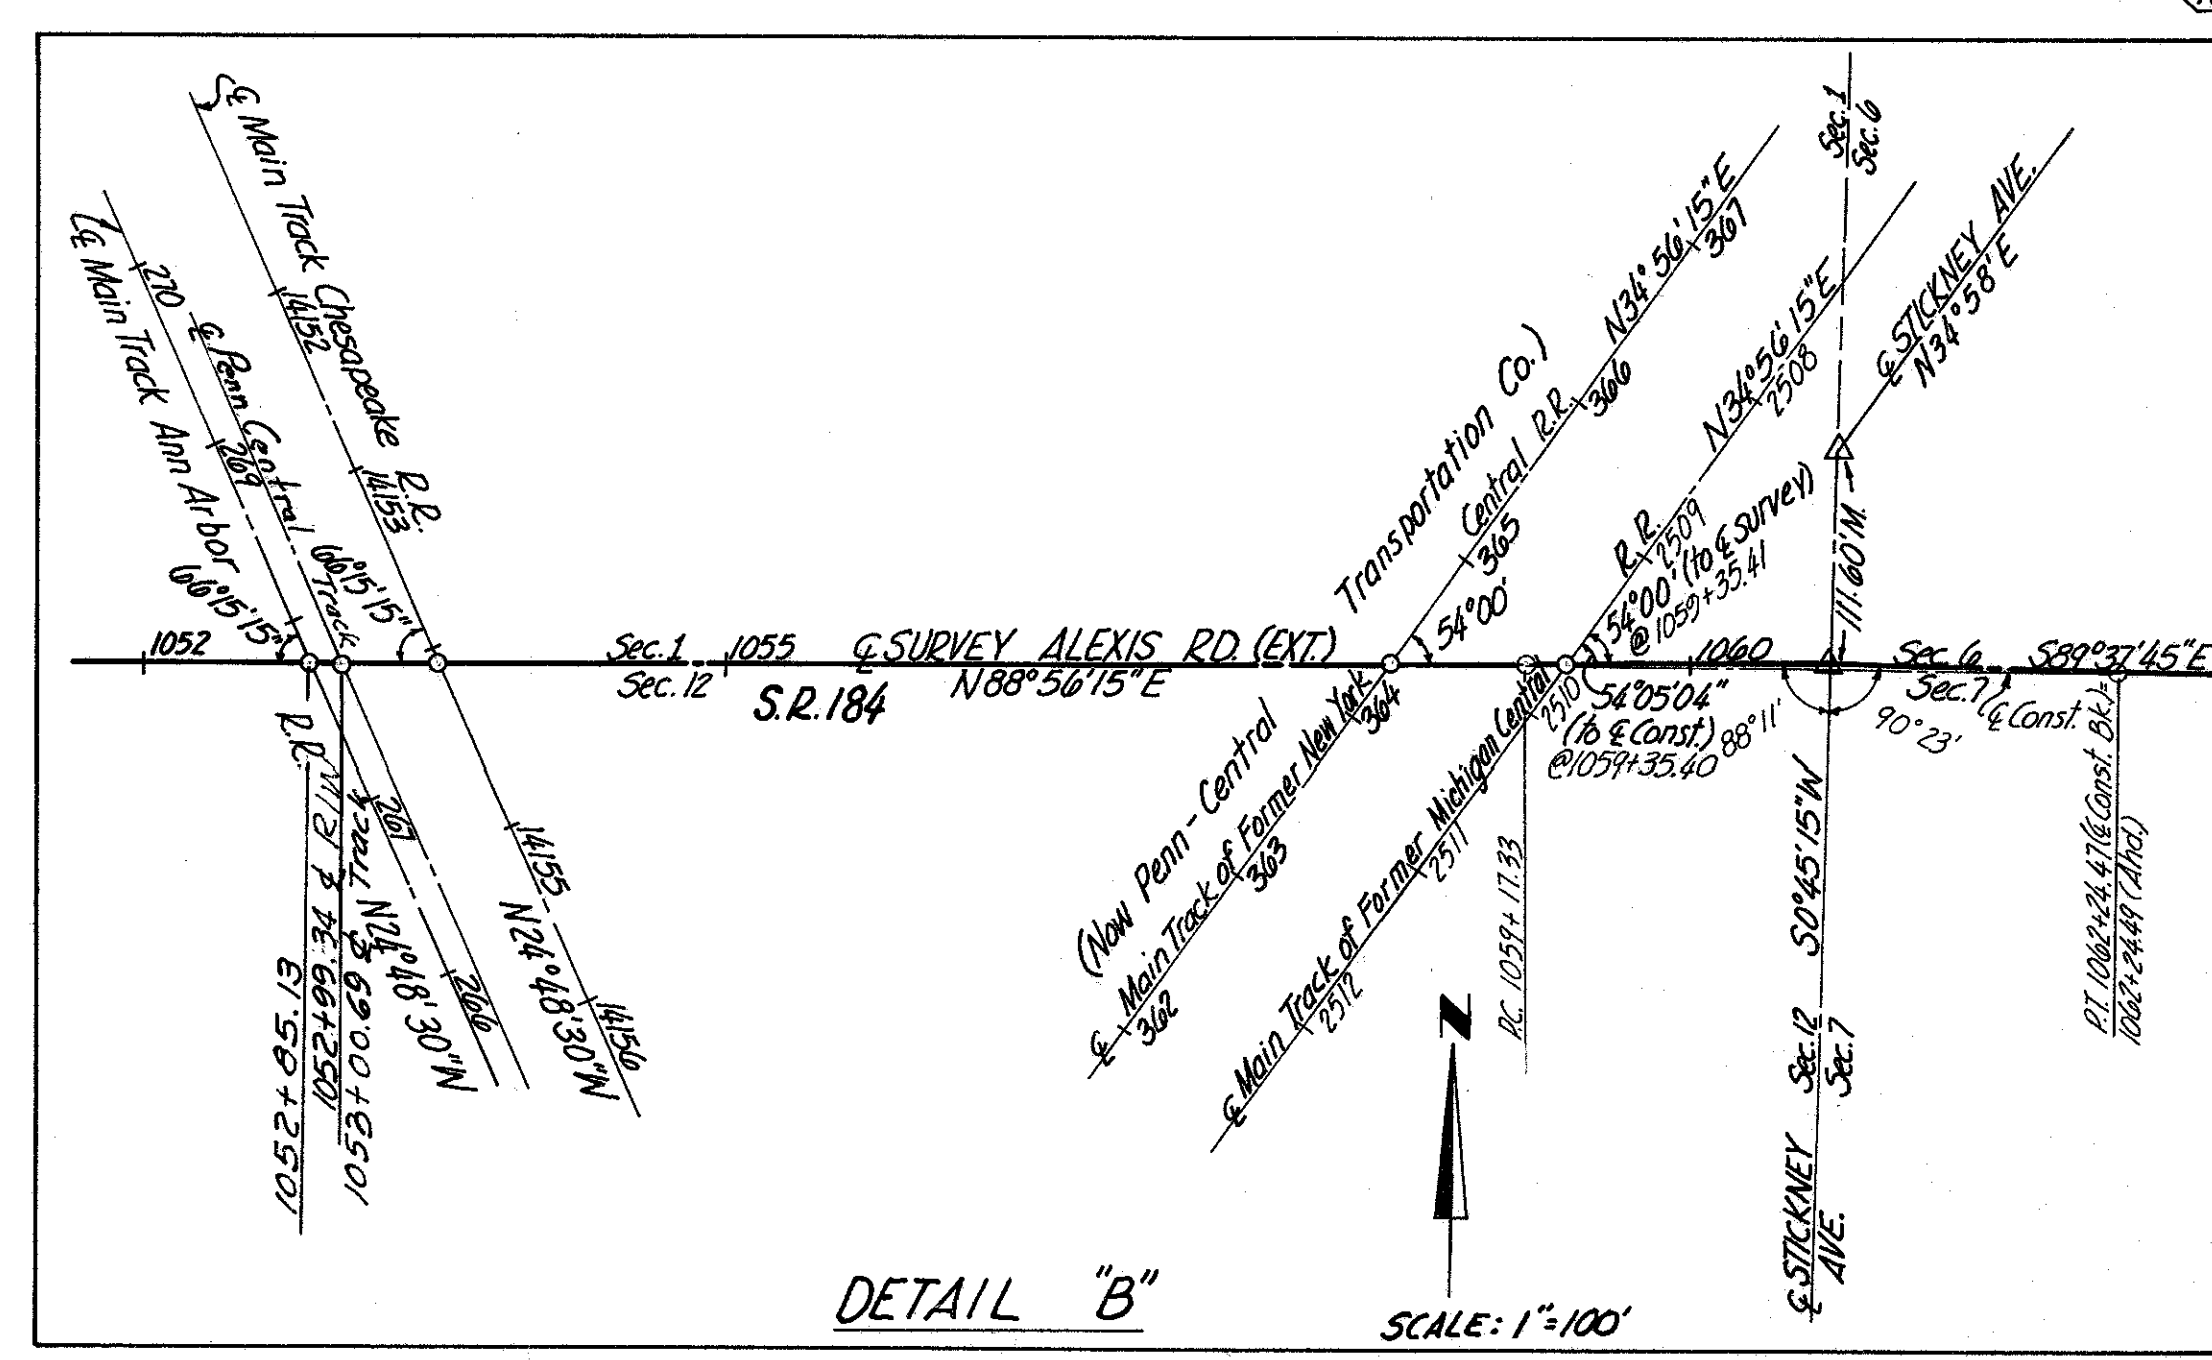 ℄ Main Track Chesapeake R.R.
14152
14153
14155
14156
N24°48'30"W
℄ Main Track Ann Arbor
R.R.
270
269
267
266
N24°48'30"W
℄ Penn Central Track
66°15'15"
66°15'15"
1052
Sec. 1
Sec. 12
1055
℄ SURVEY ALEXIS RD. (EXT.)
N88°56'15"E
S.R. 184
1052+85.13
1052+99.34 ⅊ R/W
1053+00.69 ⅊ Track
(Now Penn-Central Transportation Co.)
℄ Main Track of Former New York Central R.R.
N34°56'15"E
362
363
364
365
366
367
54°00'
℄ Main Track of Former Michigan Central R.R.
N34°56'15"E
2512
2511
2510
2509
2508
54°00' (to ℄ Survey)
@ 1059+35.41
54°05'04"
(to ℄ Const.)
@1059+35.40
P.C. 1059+17.33
1060
Sec. 1
Sec. 6
℄ STICKNEY AVE.
N34°58'E
111.60'M.
Sec. 6
Sec. 7
S89°37'45"E
℄ Const.
88°11'
90°23'
P.T. 1062+24.47 (℄ Const. Bk.)=
1062+24.49 (Ahd.)
S0°45'15"W
Sec. 12
Sec. 7
℄ STICKNEY
AVE.
N
DETAIL "B"
SCALE: 1"=100'